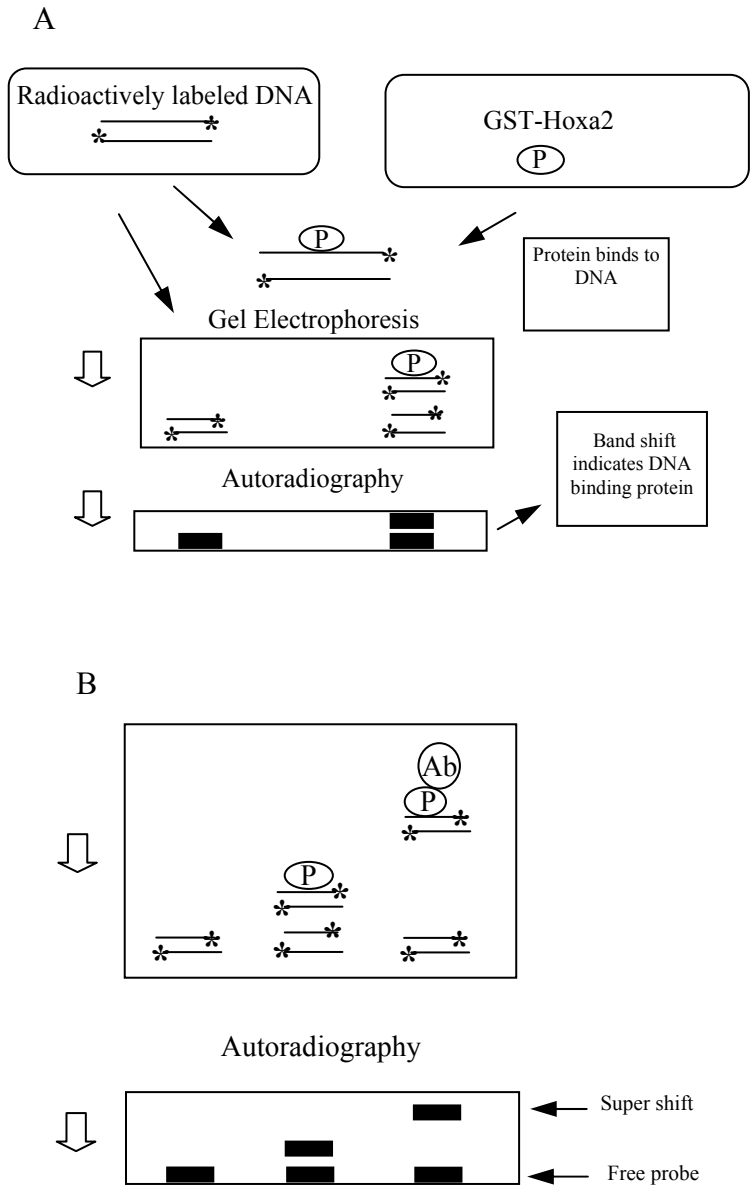 A
Radioactively labeled DNA
* *
GST-Hoxa2
P
P
* *
Protein binds to
DNA
Gel Electrophoresis
P
* *
* *
* *
Band shift
indicates DNA
binding protein
Autoradiography
B
Ab
P
* *
P
* *
* *
* *
* *
Autoradiography
Super shift
Free probe